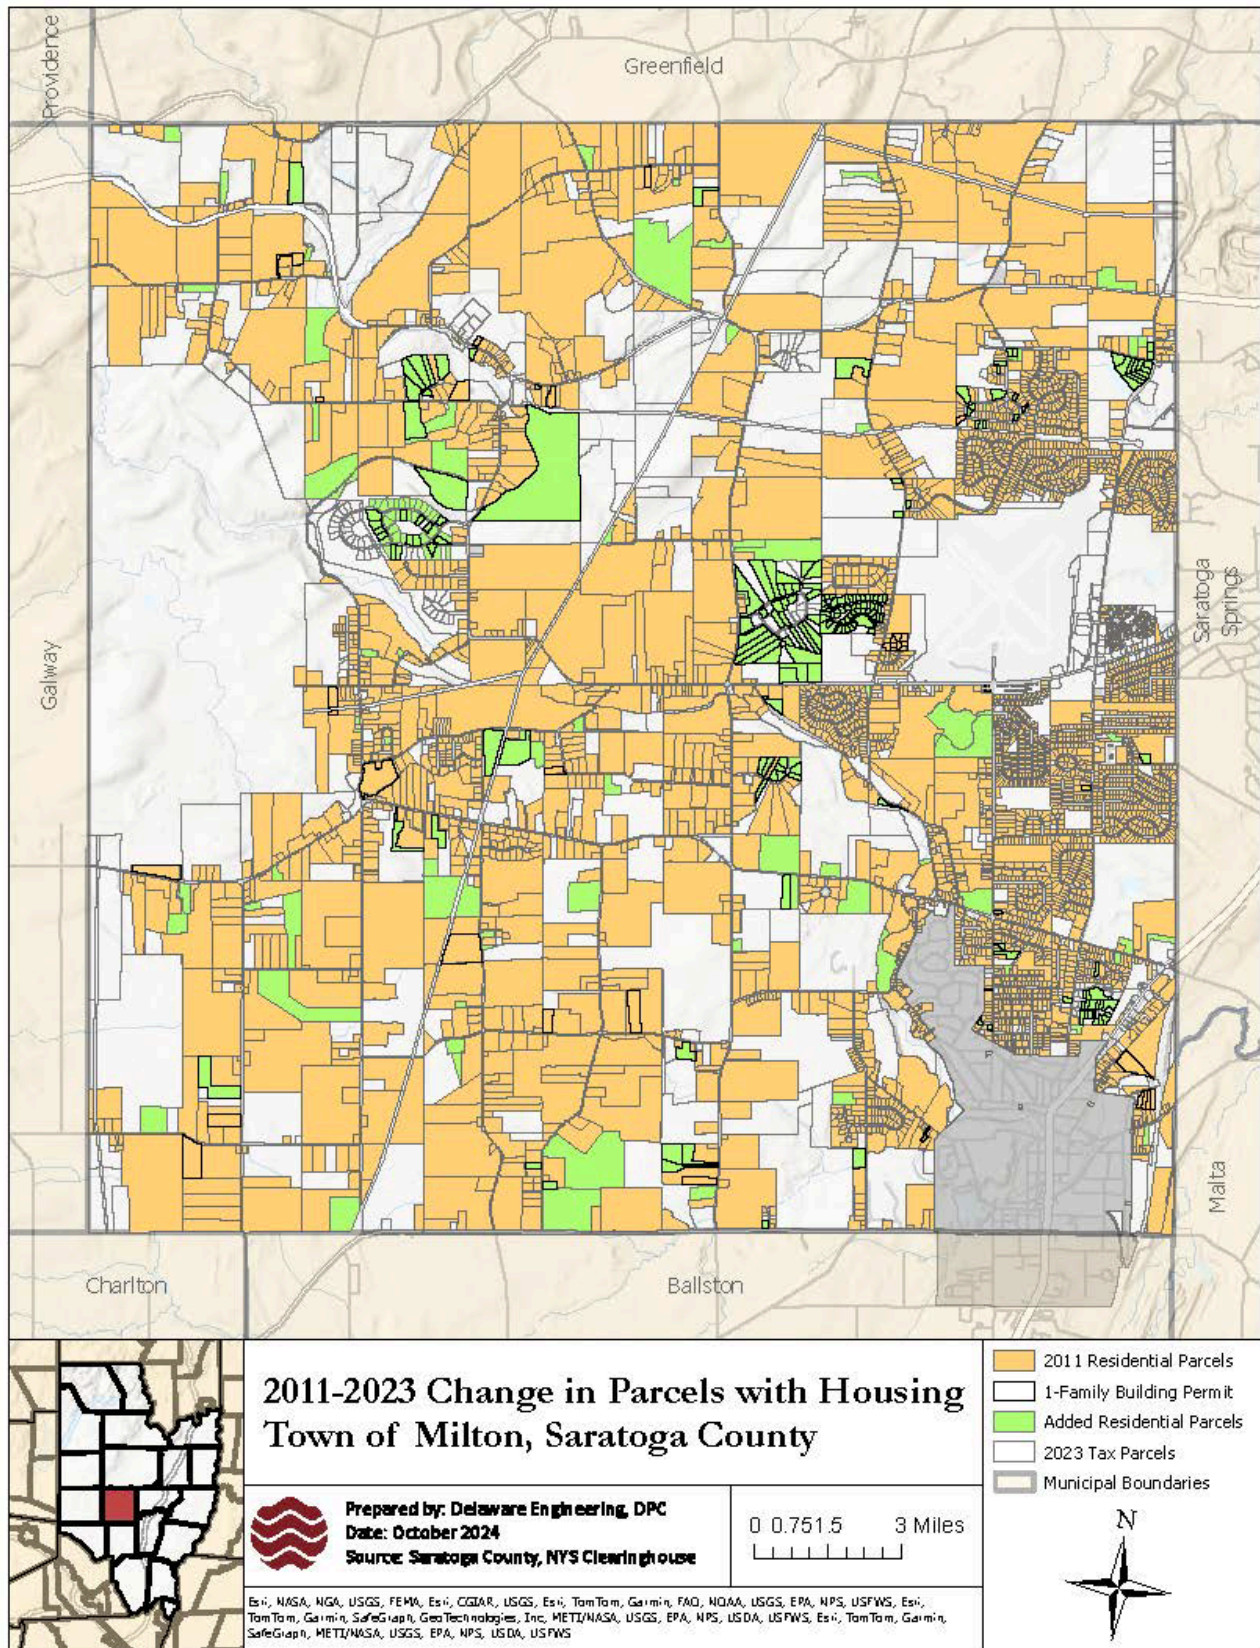 Providence
Greenfield
Galway
Saratoga
Springs
Malta
Charlton
Ballston
2011-2023 Change in Parcels with Housing
Town of Milton, Saratoga County
Prepared by: Delaware Engineering, DPC
Date: October 2024
Source: Saratoga County, NYS Clearinghouse
0 0.751.5 3 Miles
Esri, NASA, NGA, USGS, FEMA, Esri, CGIAR, USGS, Esri, TomTom, Garmin, FAO, NOAA, USGS, EPA, NPS, USFWS, Esri,
TomTom, Garmin, SafeGraph, GeoTechnologies, Inc, METI/NASA, USGS, EPA, NPS, USDA, USFWS, Esri, TomTom, Garmin,
SafeGraph, METI/NASA, USGS, EPA, NPS, USDA, USFWS
2011 Residential Parcels
1-Family Building Permit
Added Residential Parcels
2023 Tax Parcels
Municipal Boundaries
N